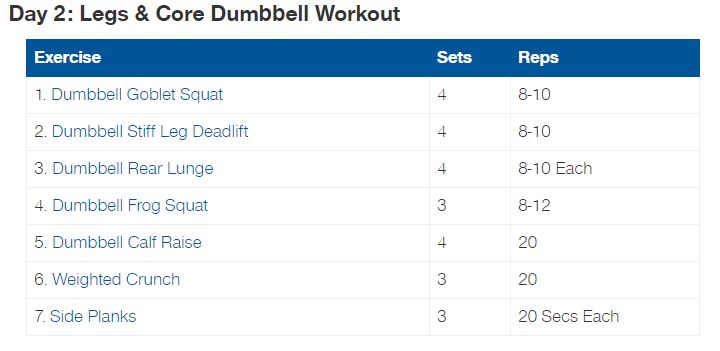 Day 2: Legs & Core Dumbbell Workout
Exercise Sets Reps
1. Dumbbell Goblet Squat 4 8-10
2. Dumbbell Stiff Leg Deadlift 4 8-10
3. Dumbbell Rear Lunge 4 8-10 Each
4. Dumbbell Frog Squat 3 8-12
5. Dumbbell Calf Raise 4 20
6. Weighted Crunch 3 20
7. Side Planks 3 20 Secs Each